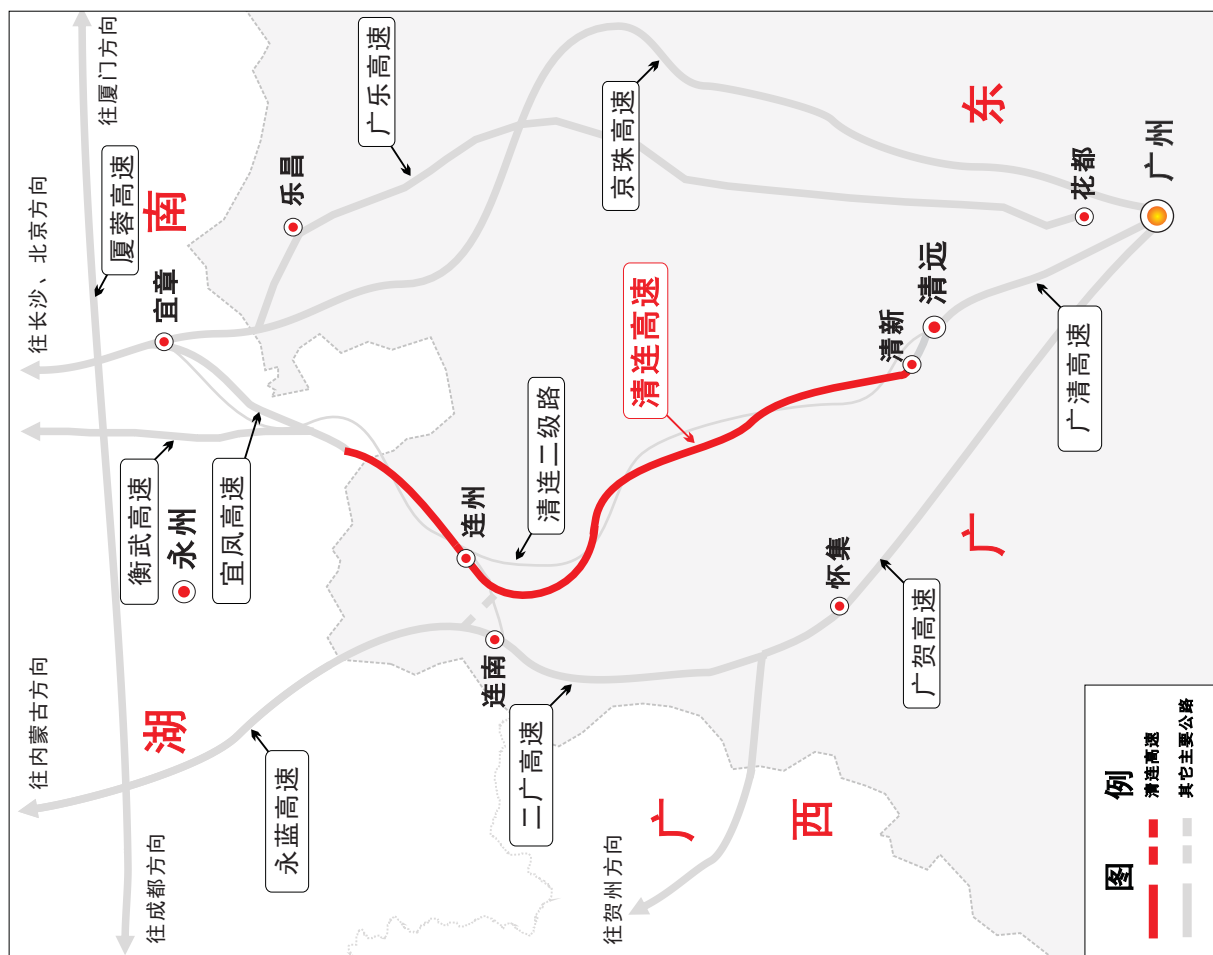 往厦门方向
厦蓉高速
往长沙、北京方向
南
广乐高速
乐昌
宜章
京珠高速
东
花都
广州
清远
清新
清连高速
广清高速
清连二级路
衡武高速
永州
宜凤高速
连州
连南
怀集
广
广贺高速
往内蒙古方向
湖
永蓝高速
二广高速
往成都方向
广
西
往贺州方向
图 例
清连高速
其它主要公路